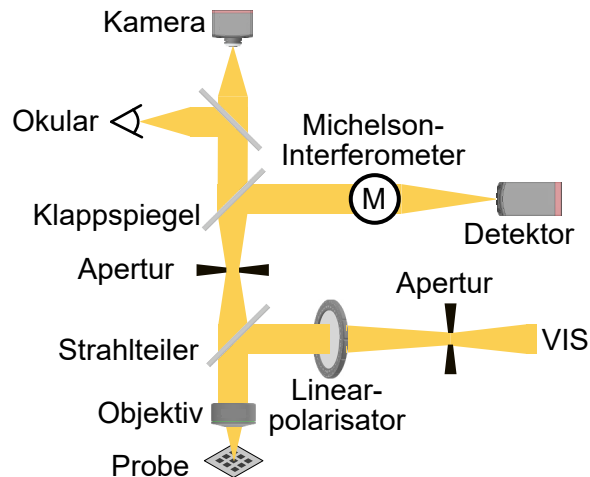 Kamera
Okular
Michelson-
Interferometer
M
Klappspiegel
Detektor
Apertur
Apertur
Strahlteiler
VIS
Linear-
polarisator
Objektiv
Probe